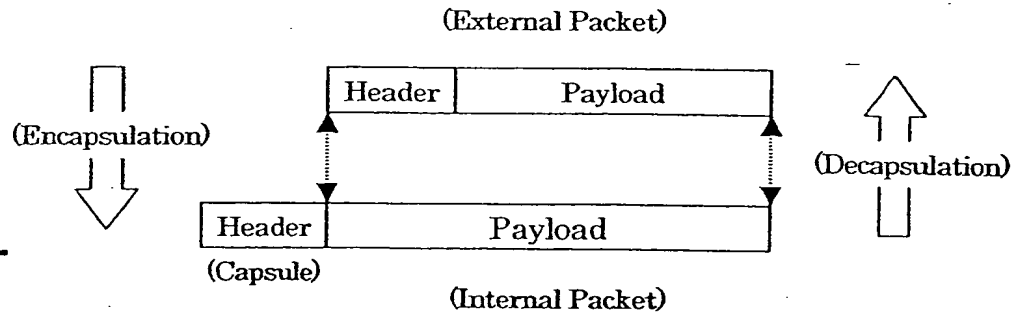 (External Packet)
Header Payload
(Encapsulation)
(Decapsulation)
Header Payload
(Capsule)
(Internal Packet)